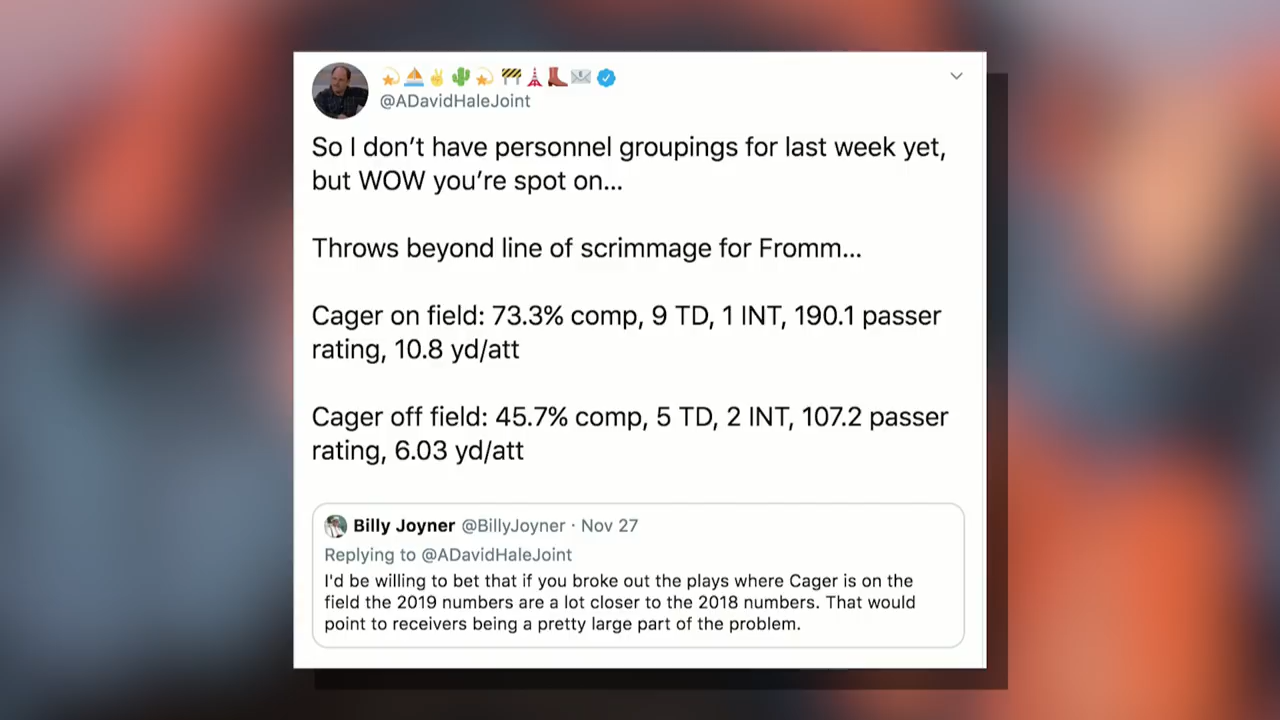 💫⛵✌️🌵💫 🚧🗼👢📨
@ADavidHaleJoint
So I don’t have personnel groupings for last week yet,
but WOW you’re spot on...
Throws beyond line of scrimmage for Fromm...
Cager on field: 73.3% comp, 9 TD, 1 INT, 190.1 passer
rating, 10.8 yd/att
Cager off field: 45.7% comp, 5 TD, 2 INT, 107.2 passer
rating, 6.03 yd/att
Billy Joyner @BillyJoyner · Nov 27
Replying to @ADavidHaleJoint
I'd be willing to bet that if you broke out the plays where Cager is on the
field the 2019 numbers are a lot closer to the 2018 numbers. That would
point to receivers being a pretty large part of the problem.